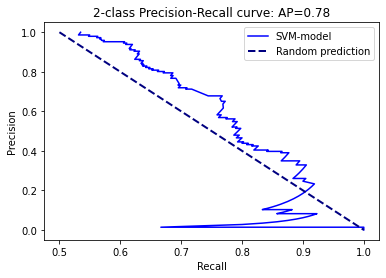 2-class Precision-Recall curve: AP=0.78
SVM-model
Random prediction
Precision
1.0
0.8
0.6
0.4
0.2
0.0
0.5 0.6 0.7 0.8 0.9 1.0
Recall